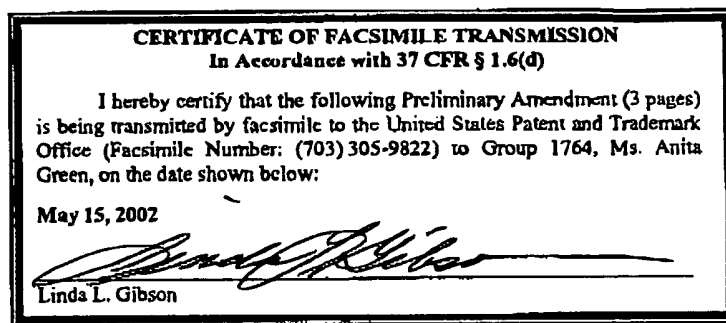 CERTIFICATE OF FACSIMILE TRANSMISSION
In Accordance with 37 CFR § 1.6(d)
I hereby certify that the following Preliminary Amendment (3 pages)
is being transmitted by facsimile to the United States Patent and Trademark
Office (Facsimile Number: (703) 305-9822) to Group 1764, Ms. Anita
Green, on the date shown below:
May 15, 2002
Linda L. Gibson
Linda L. Gibson